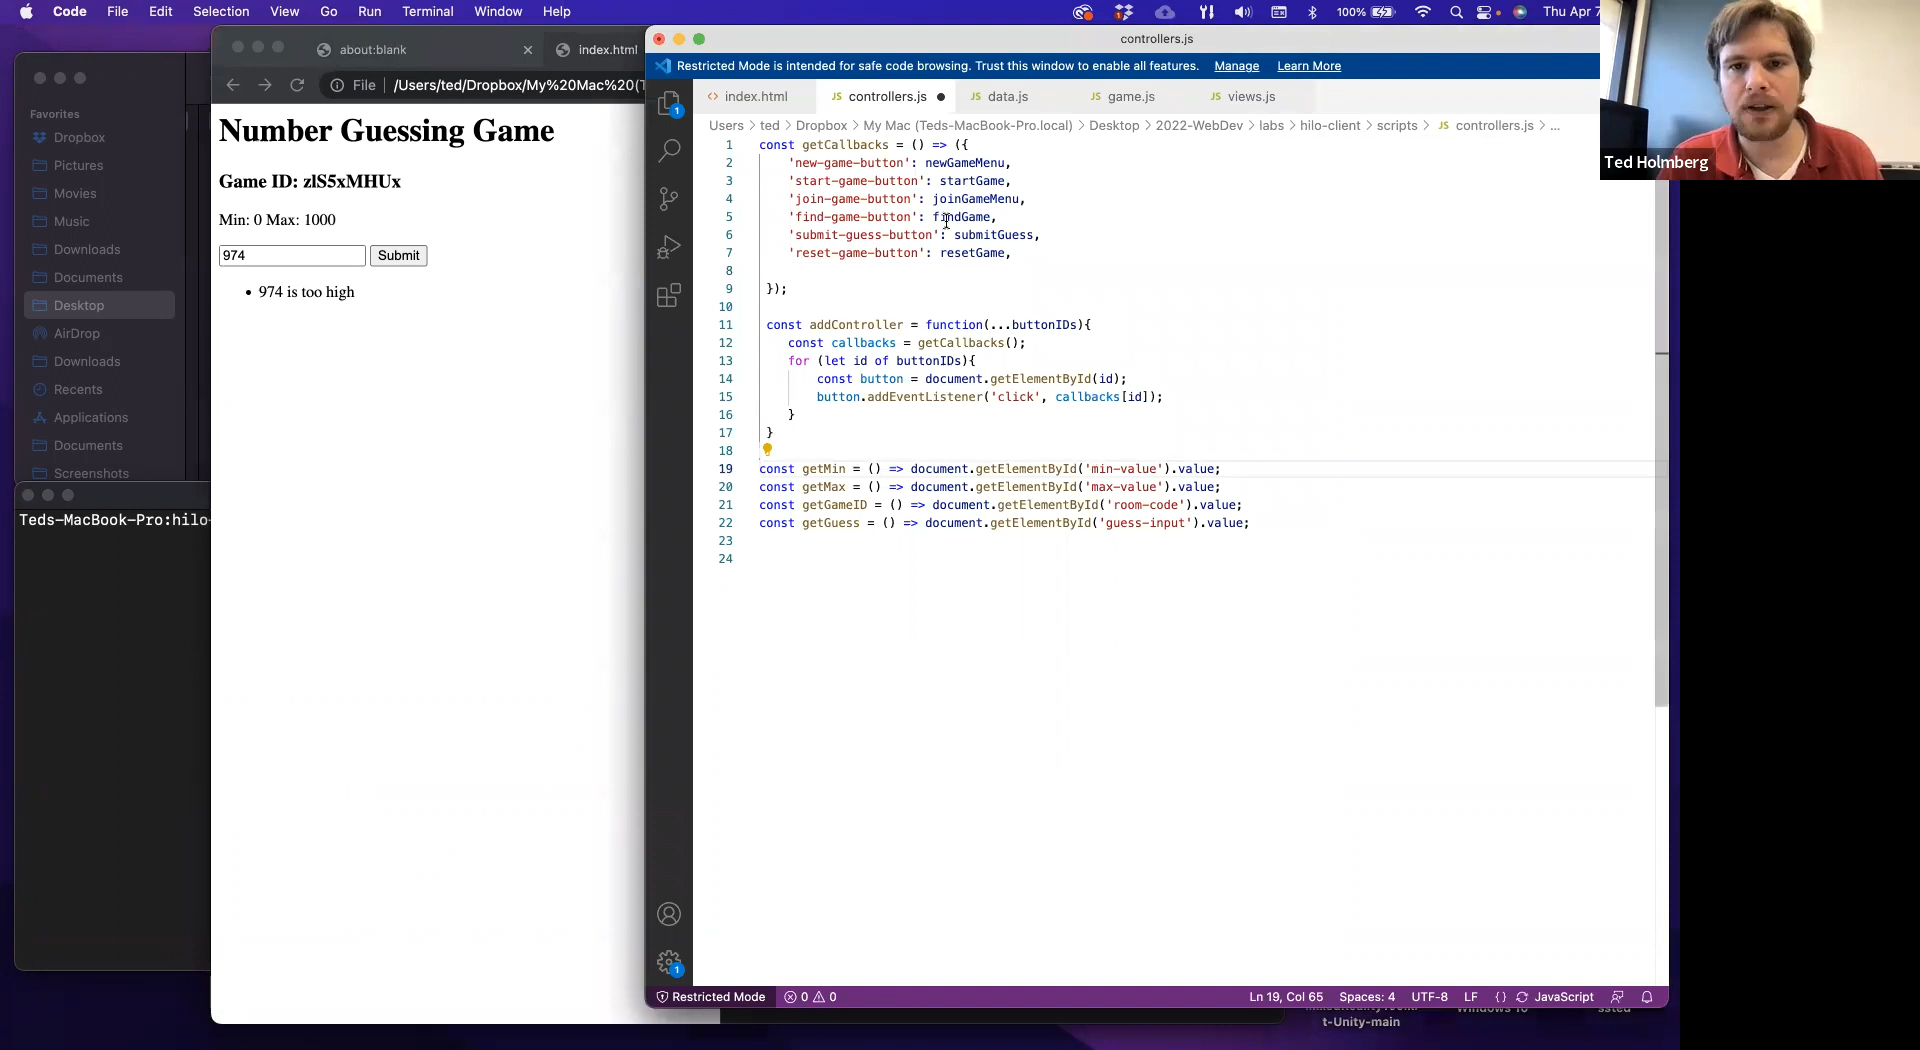 Code File Edit Selection View Go Run Terminal Window Help
100% Thu Apr 7
Favorites
Dropbox
Pictures
Movies
Music
Downloads
Documents
Desktop
AirDrop
Downloads
Recents
Applications
Documents
Screenshots
Teds-MacBook-Pro:hilo-
about:blank
index.html
File /Users/ted/Dropbox/My%20Mac%20(T
Number Guessing Game
Game ID: zlS5xMHUx
Min: 0 Max: 1000
974 Submit
• 974 is too high
controllers.js
Restricted Mode is intended for safe code browsing. Trust this window to enable all features. Manage Learn More
<> index.html JS controllers.js ● JS data.js JS game.js JS views.js
Users > ted > Dropbox > My Mac (Teds-MacBook-Pro.local) > Desktop > 2022-WebDev > labs > hilo-client > scripts > JS controllers.js > ...
1 const getCallbacks = () => ({
2 'new-game-button': newGameMenu,
3 'start-game-button': startGame,
4 'join-game-button': joinGameMenu,
5 'find-game-button': findGame,
6 'submit-guess-button': submitGuess,
7 'reset-game-button': resetGame,
8
9 });
10
11 const addController = function(...buttonIDs){
12 const callbacks = getCallbacks();
13 for (let id of buttonIDs){
14 const button = document.getElementById(id);
15 button.addEventListener('click', callbacks[id]);
16 }
17 }
18
19 const getMin = () => document.getElementById('min-value').value;
20 const getMax = () => document.getElementById('max-value').value;
21 const getGameID = () => document.getElementById('room-code').value;
22 const getGuess = () => document.getElementById('guess-input').value;
23
24
1
1
Restricted Mode 0 0 Ln 19, Col 65 Spaces: 4 UTF-8 LF {} JavaScript
t-Unity-main
Ted Holmberg